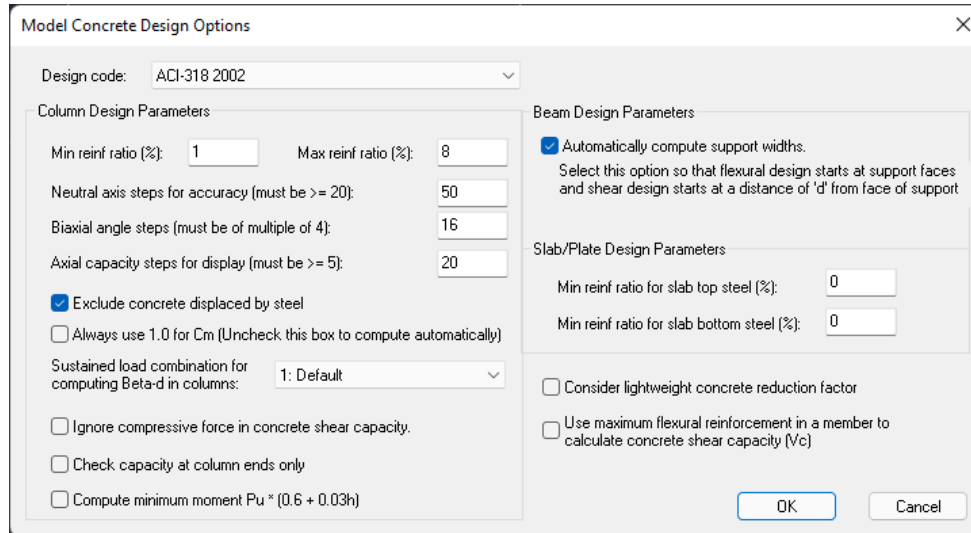 Model Concrete Design Options
Design code: ACI-318 2002
Column Design Parameters
Min reinf ratio (%): 1 Max reinf ratio (%): 8
Neutral axis steps for accuracy (must be >= 20): 50
Biaxial angle steps (must be of multiple of 4): 16
Axial capacity steps for display (must be >= 5): 20
Exclude concrete displaced by steel
Always use 1.0 for Cm (Uncheck this box to compute automatically)
Sustained load combination for
computing Beta-d in columns: 1: Default
Ignore compressive force in concrete shear capacity.
Check capacity at column ends only
Compute minimum moment Pu * (0.6 + 0.03h)
Beam Design Parameters
Automatically compute support widths.
Select this option so that flexural design starts at support faces
and shear design starts at a distance of 'd' from face of support
Slab/Plate Design Parameters
Min reinf ratio for slab top steel (%): 0
Min reinf ratio for slab bottom steel (%): 0
Consider lightweight concrete reduction factor
Use maximum flexural reinforcement in a member to
calculate concrete shear capacity (Vc)
OK Cancel